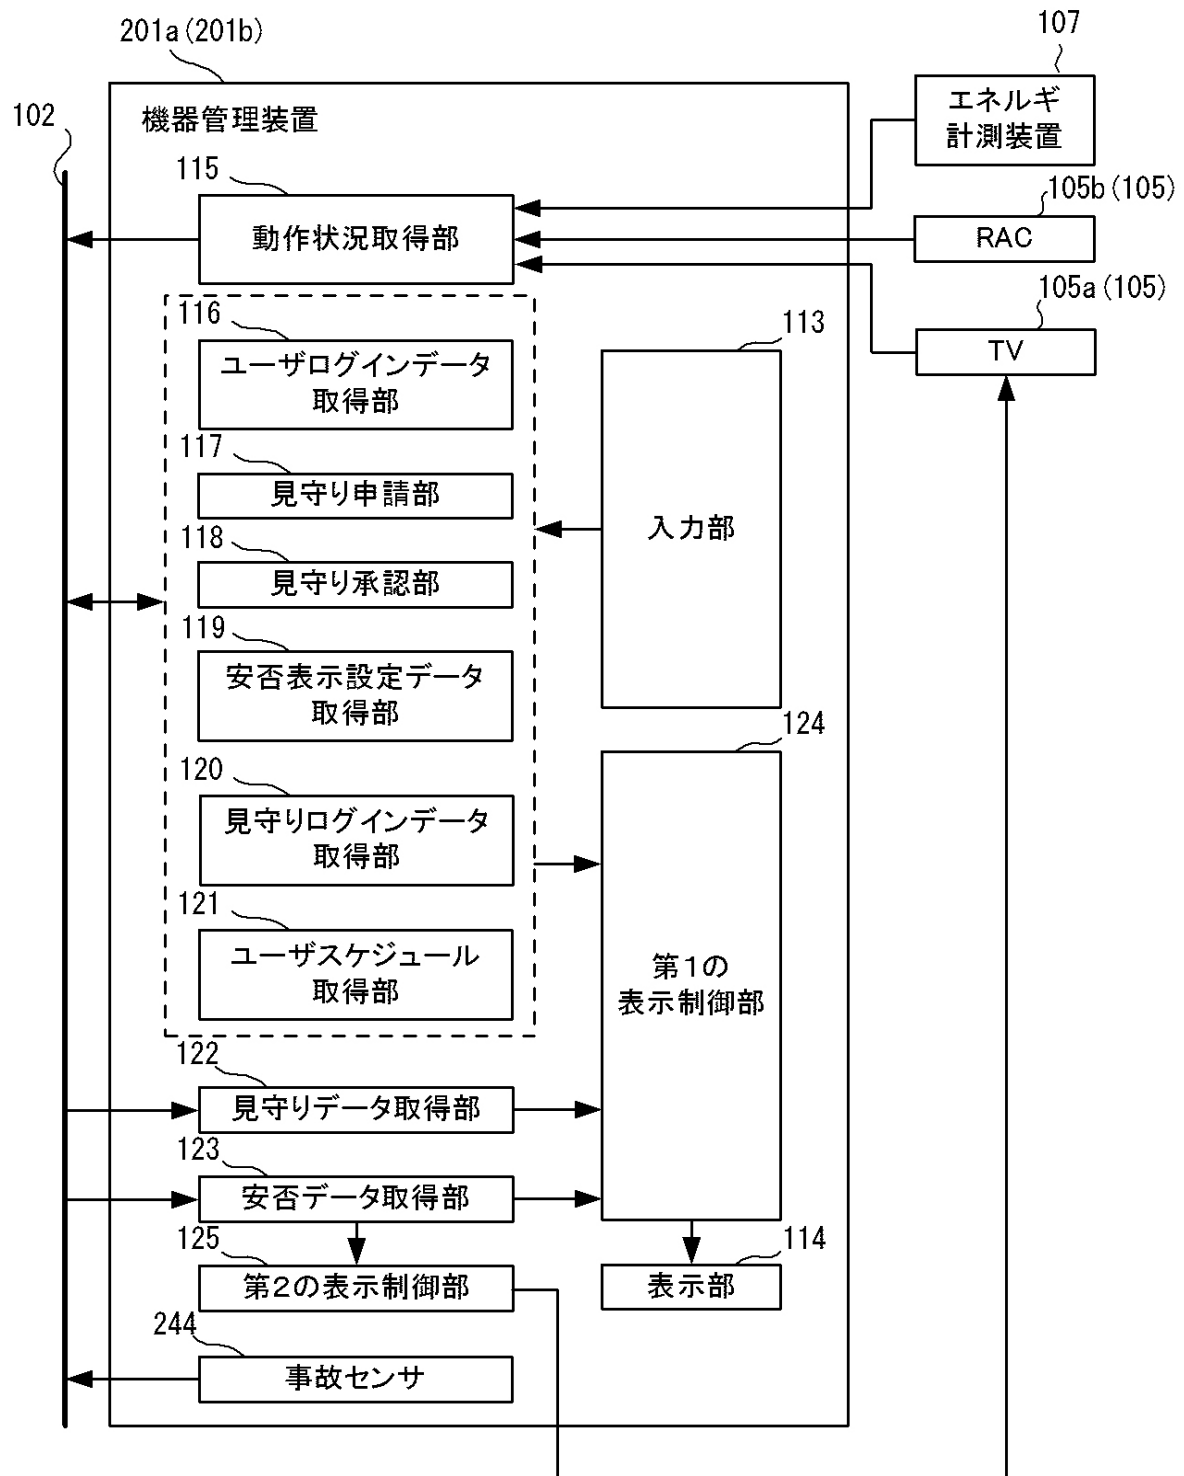 201a(201b)
107
102
機器管理装置
エネルギ
計測装置
115
動作状況取得部
105b(105)
RAC
105a(105)
TV
116
ユーザログインデータ
取得部
113
入力部
117
見守り申請部
118
見守り承認部
119
安否表示設定データ
取得部
124
第1の
表示制御部
120
見守りログインデータ
取得部
121
ユーザスケジュール
取得部
122
見守りデータ取得部
123
安否データ取得部
125
第2の表示制御部
114
表示部
244
事故センサ